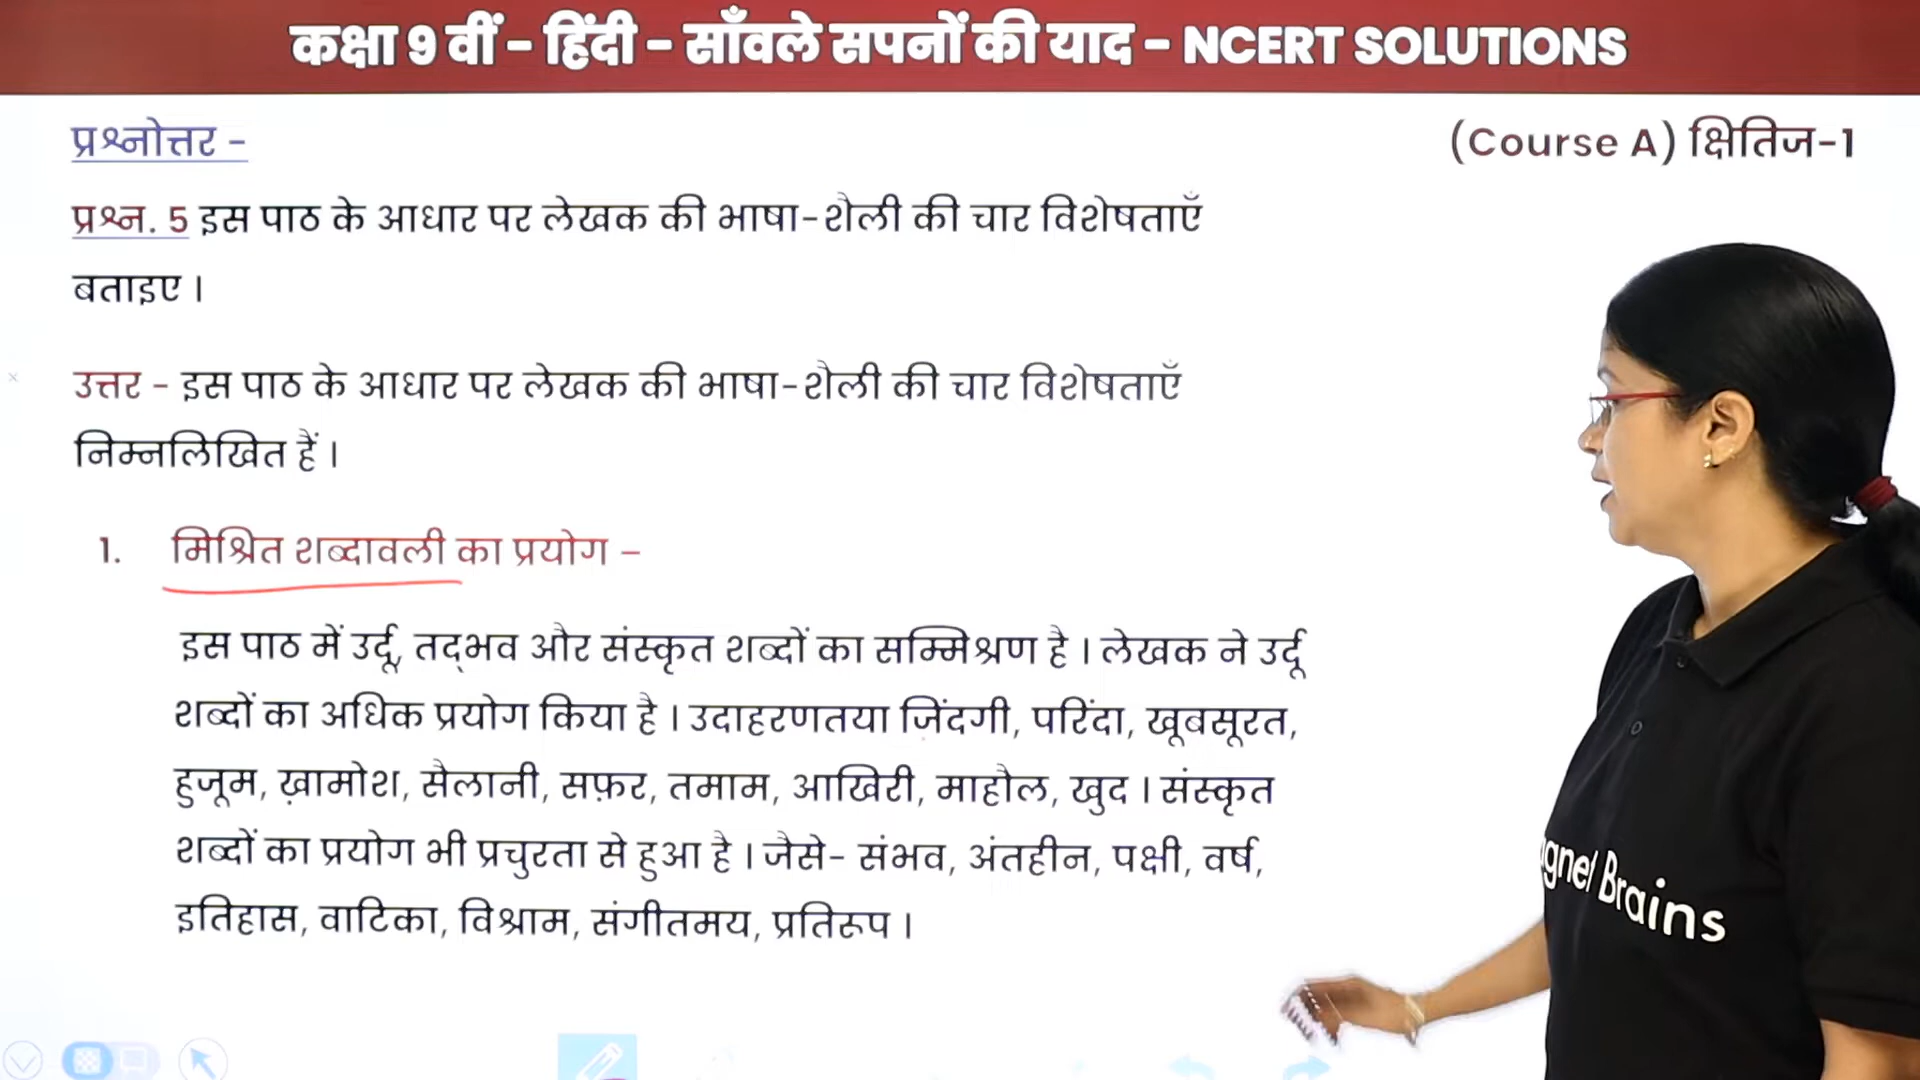 कक्षा 9 वीं – हिंदी – साँवले सपनों की याद – NCERT SOLUTIONS
प्रश्नोत्तर –
(Course A) क्षितिज-1
प्रश्न. 5 इस पाठ के आधार पर लेखक की भाषा-शैली की चार विशेषताएँ
बताइए ।
उत्तर – इस पाठ के आधार पर लेखक की भाषा-शैली की चार विशेषताएँ
निम्नलिखित हैं ।
1. मिश्रित शब्दावली का प्रयोग –
इस पाठ में उर्दू, तद्भव और संस्कृत शब्दों का सम्मिश्रण है । लेखक ने उर्दू
शब्दों का अधिक प्रयोग किया है । उदाहरणतया ज़िंदगी, परिंदा, खूबसूरत,
हुजूम, ख़ामोश, सैलानी, सफ़र, तमाम, आखिरी, माहौल, खुद । संस्कृत
शब्दों का प्रयोग भी प्रचुरता से हुआ है । जैसे– संभव, अंतहीन, पक्षी, वर्ष,
इतिहास, वाटिका, विश्राम, संगीतमय, प्रतिरूप ।
Brains